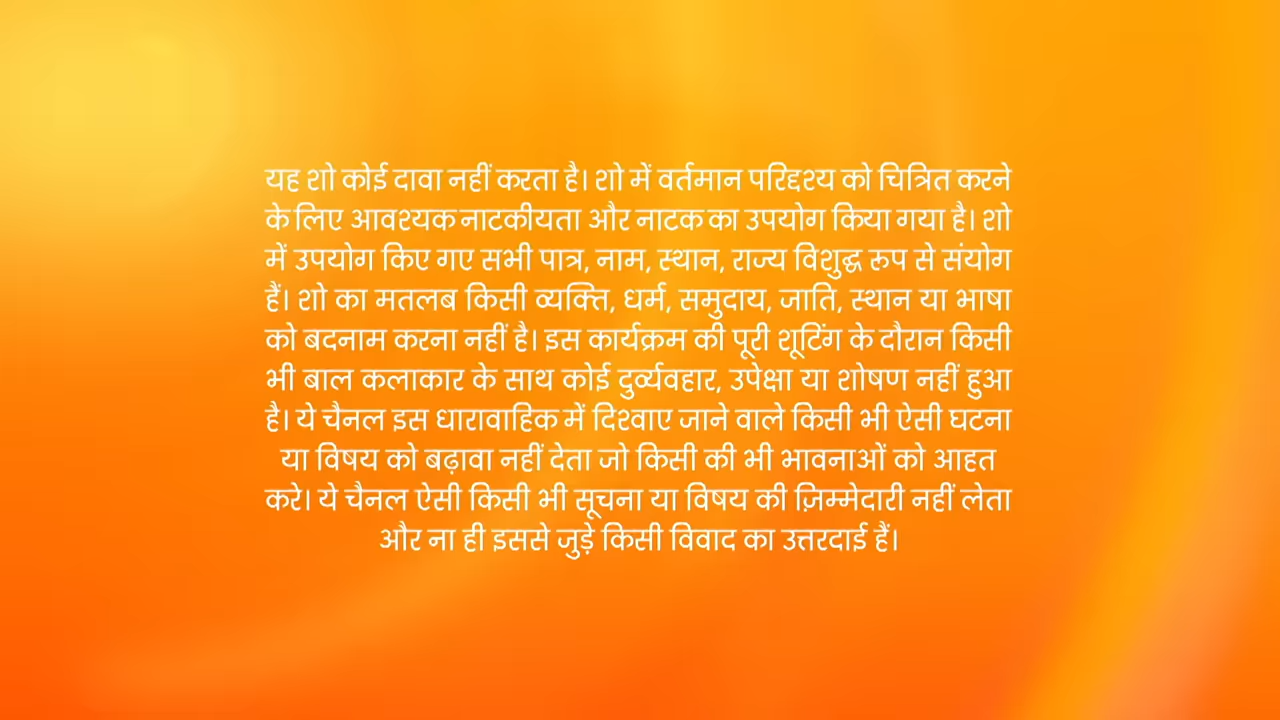 यह शो कोई दावा नहीं करता है। शो में वर्तमान परिद्दश्य को चित्रित करने
के लिए आवश्यक नाटकीयता और नाटक का उपयोग किया गया है। शो
में उपयोग किए गए सभी पात्र, नाम, स्थान, राज्य विशुद्ध रूप से संयोग
हैं। शो का मतलब किसी व्यक्ति, धर्म, समुदाय, जाति, स्थान या भाषा
को बदनाम करना नहीं है। इस कार्यक्रम की पूरी शूटिंग के दौरान किसी
भी बाल कलाकार के साथ कोई दुर्व्यवहार, उपेक्षा या शोषण नहीं हुआ
है। ये चैनल इस धारावाहिक में दिखाए जाने वाले किसी भी ऐसी घटना
या विषय को बढ़ावा नहीं देता जो किसी की भी भावनाओं को आहत
करे। ये चैनल ऐसी किसी भी सूचना या विषय की ज़िम्मेदारी नहीं लेता
और ना ही इससे जुड़े किसी विवाद का उत्तरदाई हैं।